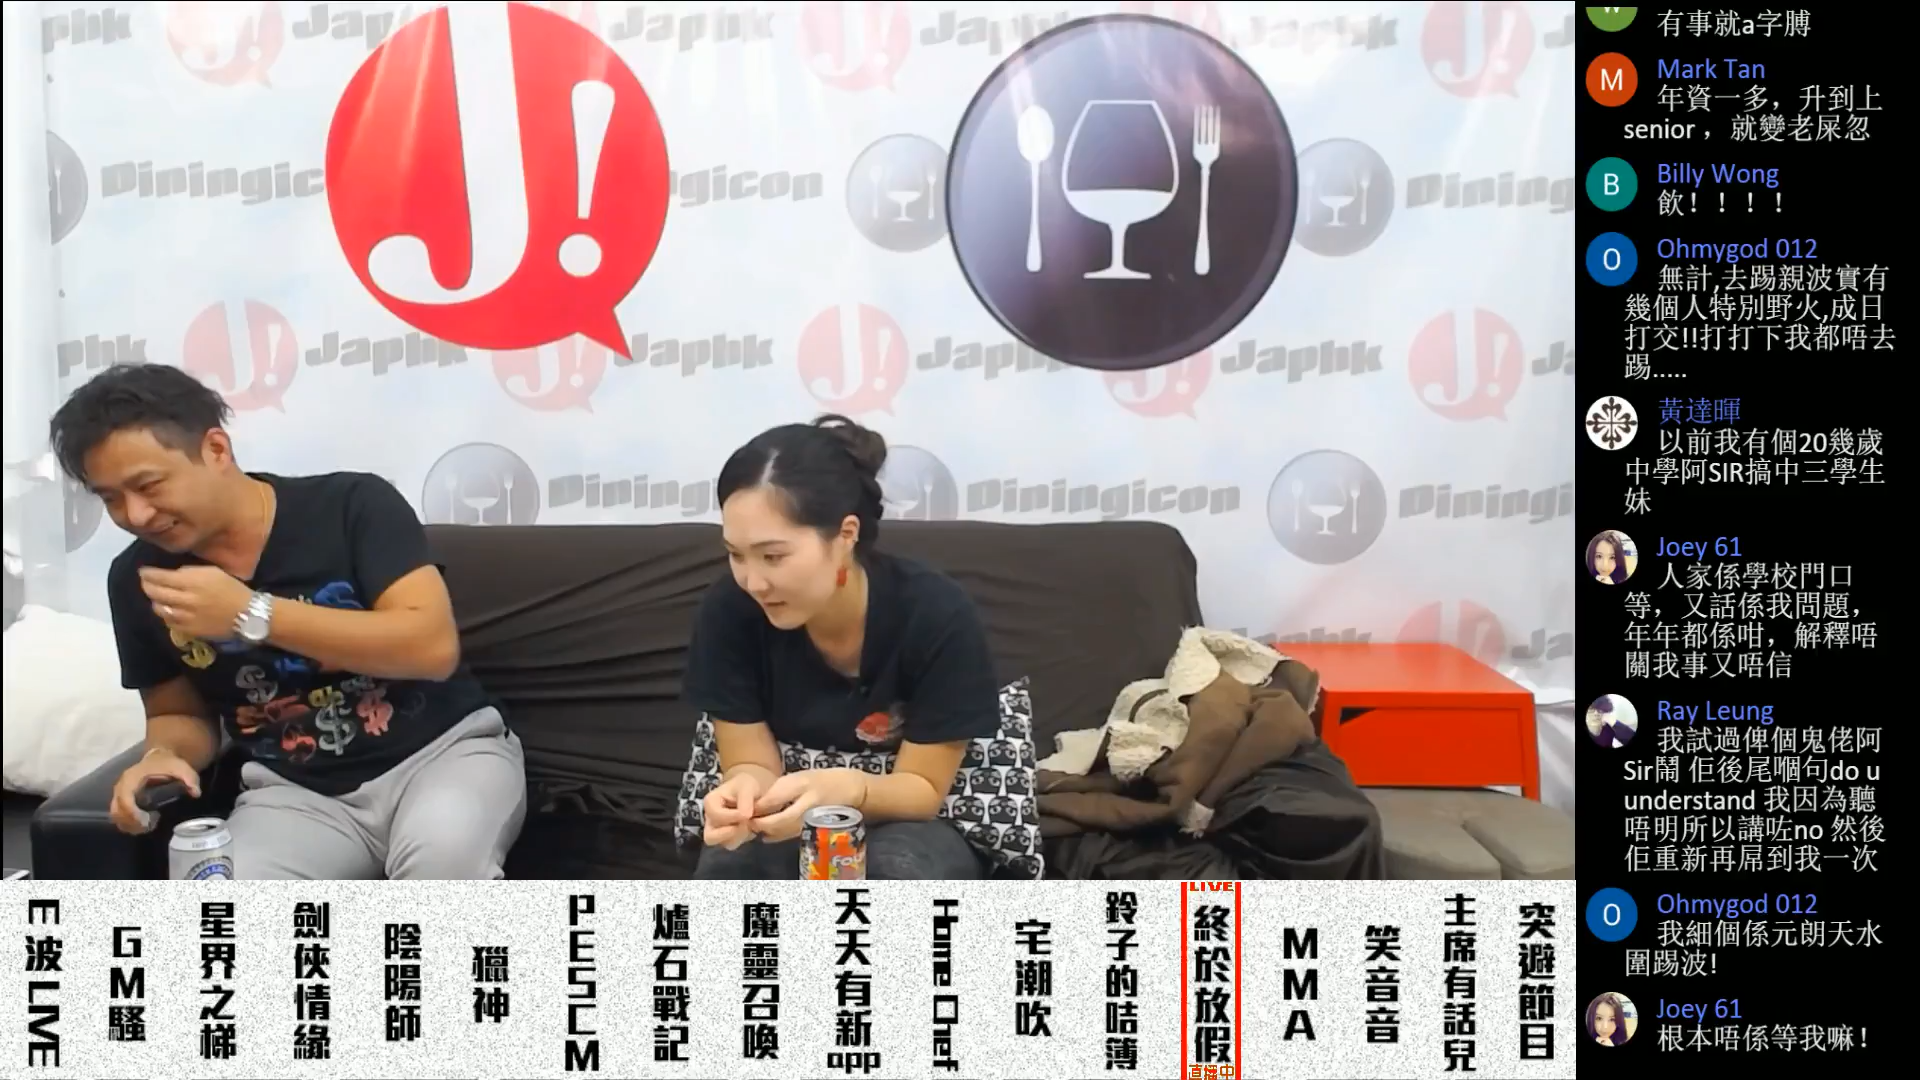 Japhk
Japhk
Japhk
Diningicon
Diningicon
Japhk
Japhk
Japhk
Diningicon
Diningicon
Diningicon
four
E波LIVE
GM騷
星界之梯
劍俠情緣
陰陽師
獵神
PESCM
爐石戰記
魔靈召喚
天天有新app
Home Chef
宅潮吹
鈴子的咭簿
LIVE
終於放假
直播中
MMA
笑音音
主席有話兒
突避節目
有事就a字膊
M
Mark Tan
年資一多，升到上
senior，就變老屎忽
B
Billy Wong
飲！！！！
O
Ohmygod 012
無計,去踢親波實有
幾個人特別野火,成日
打交!!打打下我都唔去
踢.....
黃達暉
以前我有個20幾歲
中學阿SIR搞中三學生
妹
Joey 61
人家係學校門口
等，又話係我問題，
年年都係咁，解釋唔
關我事又唔信
Ray Leung
我試過俾個鬼佬阿
Sir鬧 佢後尾嗰句do u
understand 我因為聽
唔明所以講咗no 然後
佢重新再屌到我一次
O
Ohmygod 012
我細個係元朗天水
圍踢波!
Joey 61
根本唔係等我嘛！